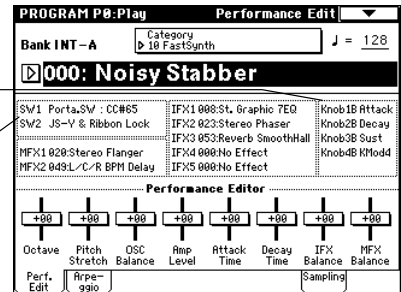 PROGRAM P0:Play Performance Edit
Bank INT-A Category 10 FastSynth ♩ = 128
000: Noisy Stabber
SW1 Porta.SW : CC#65 IFX1 008:St. Graphic 7EQ Knob1B Attack
SW2 JS-Y & Ribbon Lock IFX2 023:Stereo Phaser Knob2B Decay
IFX3 053:Reverb SmoothHall Knob3B Sust
MFX1 020:Stereo Flanger IFX4 000:No Effect Knob4B KMod4
MFX2 049:L/C/R BPM Delay IFX5 000:No Effect
Performance Editor
+00 +00 +00 +00 +00 +00 +00 +00
Octave Pitch Stretch OSC Balance Amp Level Attack Time Decay Time IFX Balance MFX Balance
Perf. Edit Arpe-ggio Sampling